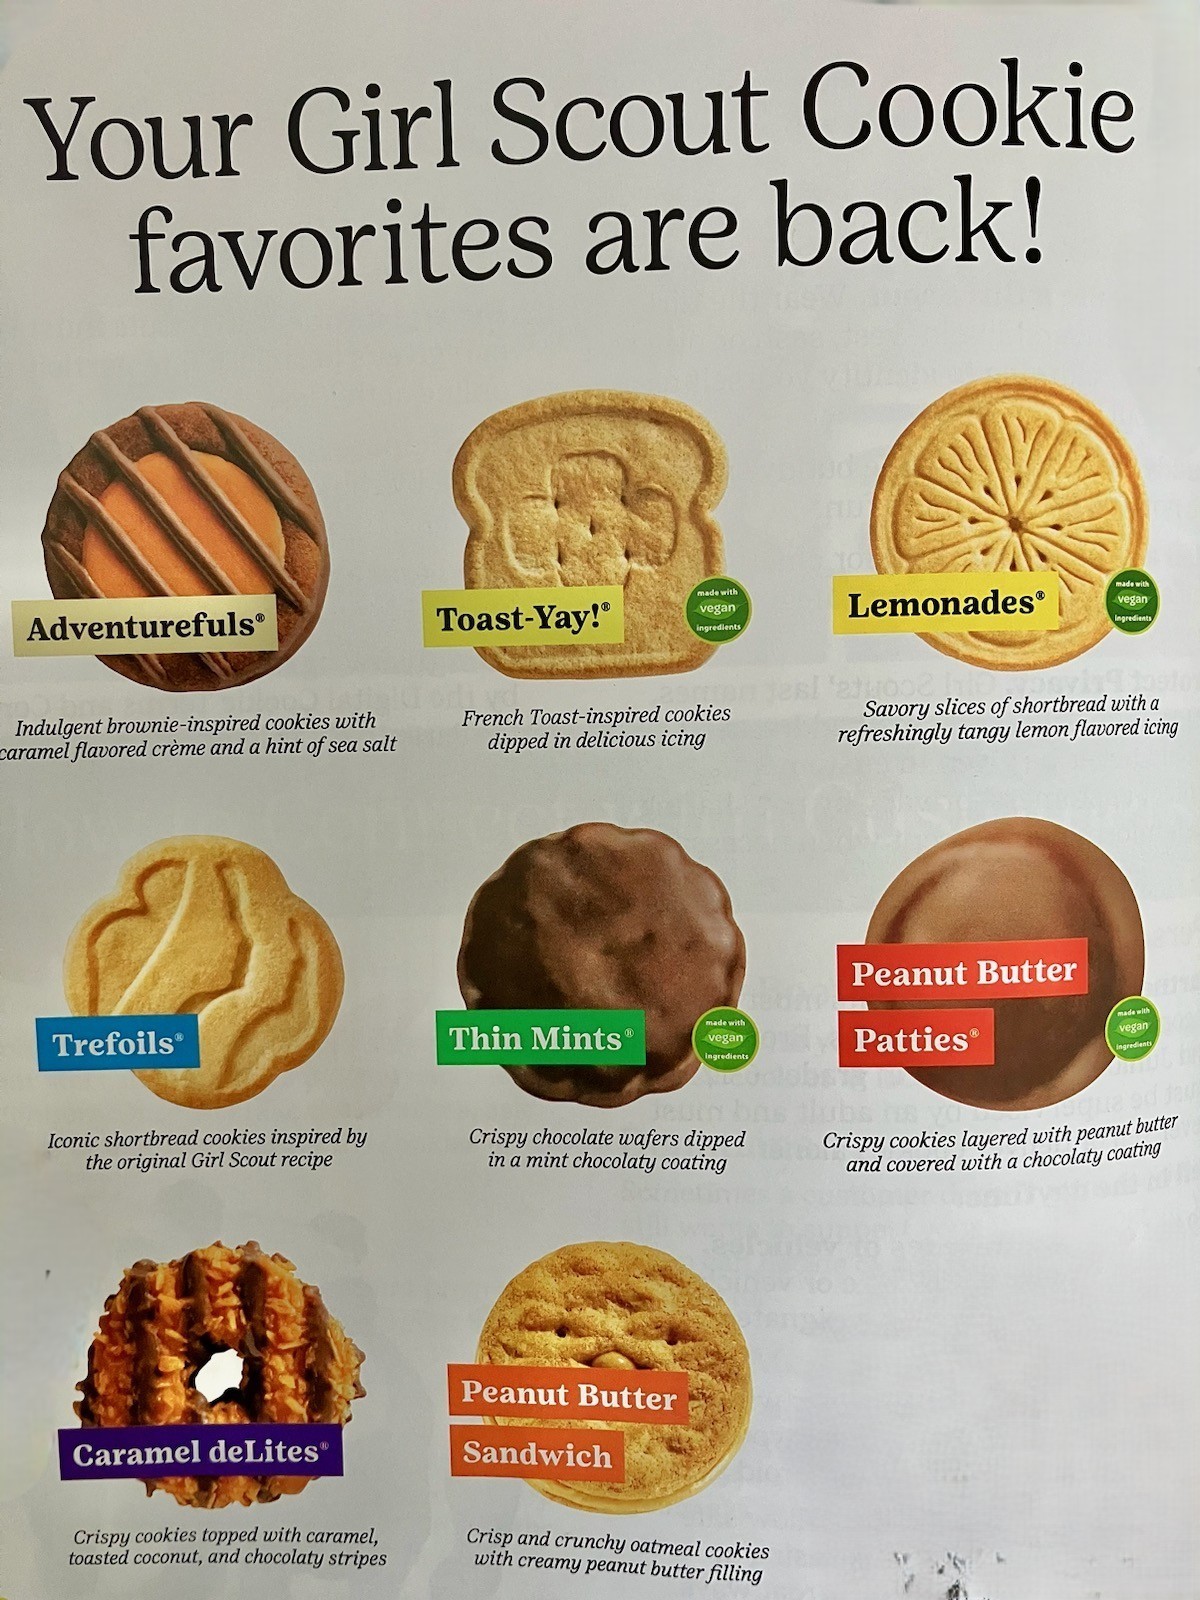 Your Girl Scout Cookie
favorites are back!
Adventurefuls®
Indulgent brownie-inspired cookies with
caramel flavored crème and a hint of sea salt
Toast-Yay!®
made with
vegan
ingredients
French Toast-inspired cookies
dipped in delicious icing
Lemonades®
made with
vegan
ingredients
Savory slices of shortbread with a
refreshingly tangy lemon flavored icing
Trefoils®
Iconic shortbread cookies inspired by
the original Girl Scout recipe
Thin Mints®
made with
vegan
ingredients
Crispy chocolate wafers dipped
in a mint chocolaty coating
Peanut Butter
Patties®
made with
vegan
ingredients
Crispy cookies layered with peanut butter
and covered with a chocolaty coating
Caramel deLites®
Crispy cookies topped with caramel,
toasted coconut, and chocolaty stripes
Peanut Butter
Sandwich
Crisp and crunchy oatmeal cookies
with creamy peanut butter filling